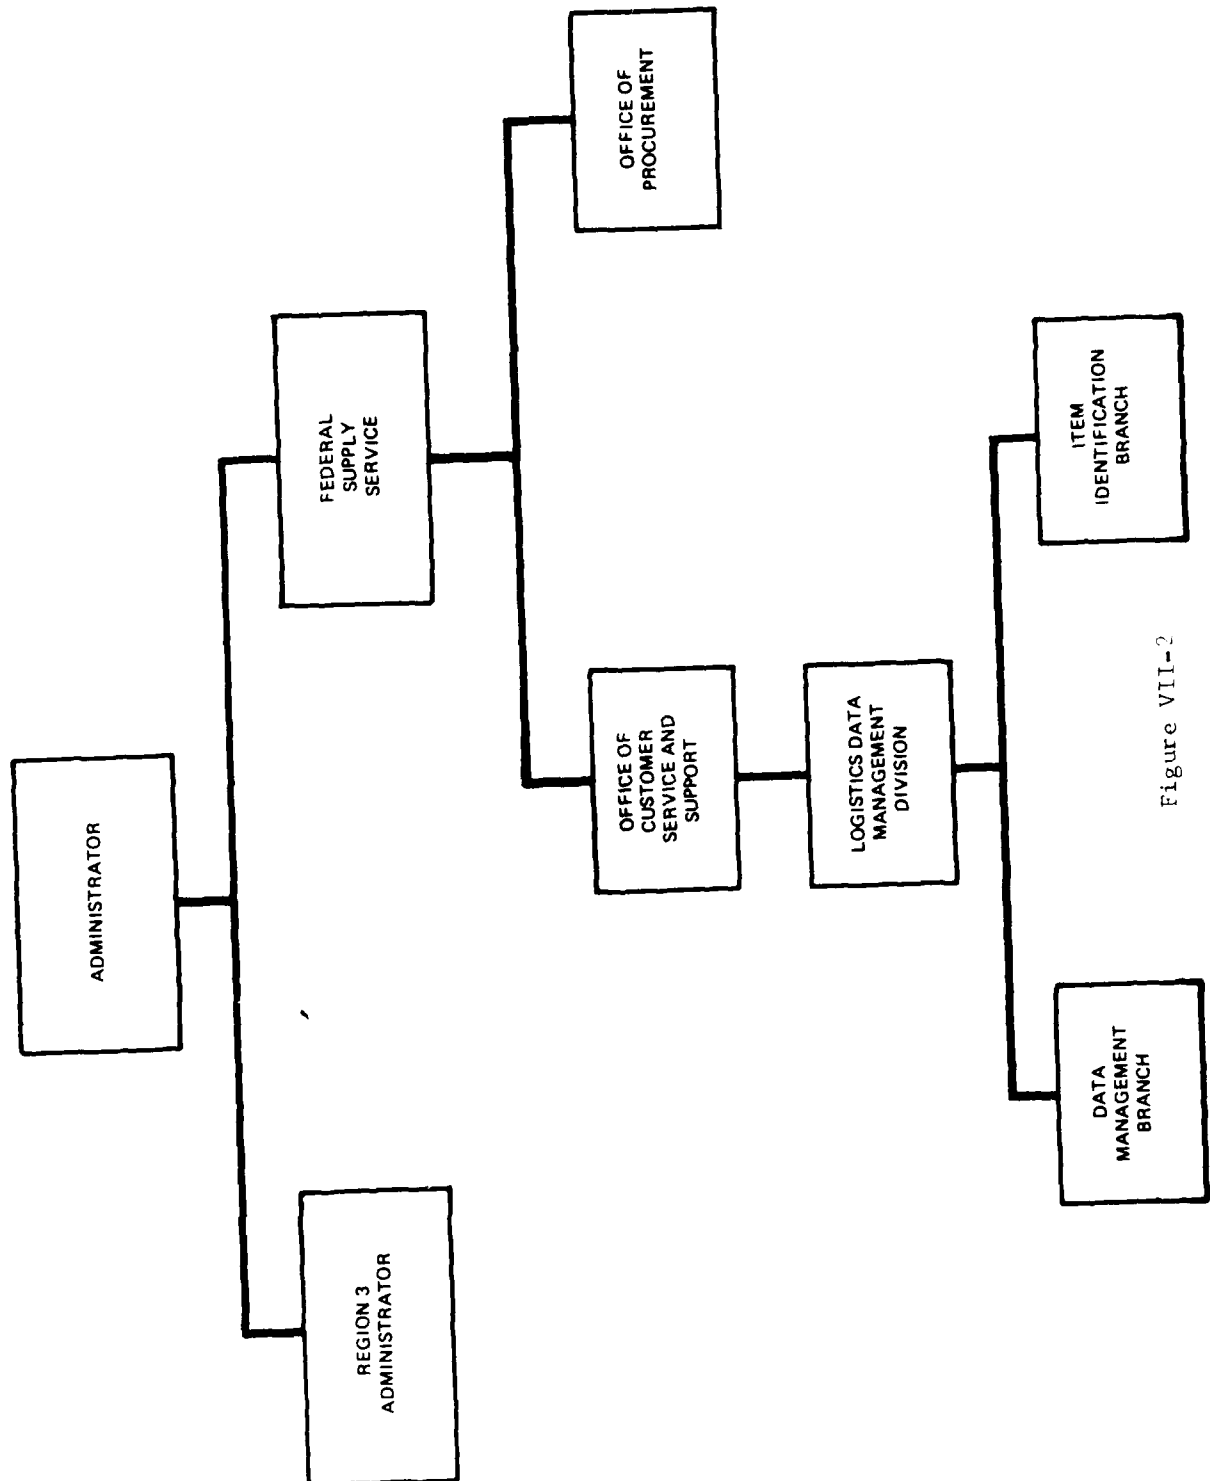 ADMINISTRATOR
REGION 3
ADMINISTRATOR
FEDERAL
SUPPLY
SERVICE
OFFICE OF
CUSTOMER
SERVICE AND
SUPPORT
OFFICE OF
PROCUREMENT
LOGISTICS DATA
MANAGEMENT
DIVISION
DATA
MANAGEMENT
BRANCH
ITEM
IDENTIFICATION
BRANCH
Figure VII-2